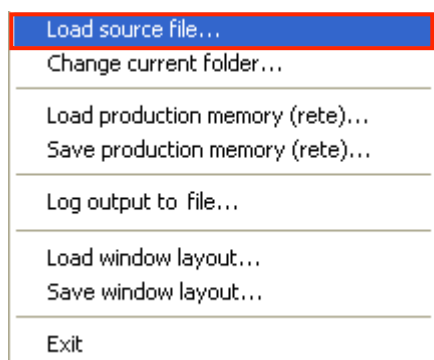 Load source file...
Change current folder...
Load production memory (rete)...
Save production memory (rete)...
Log output to file...
Load window layout...
Save window layout...
Exit